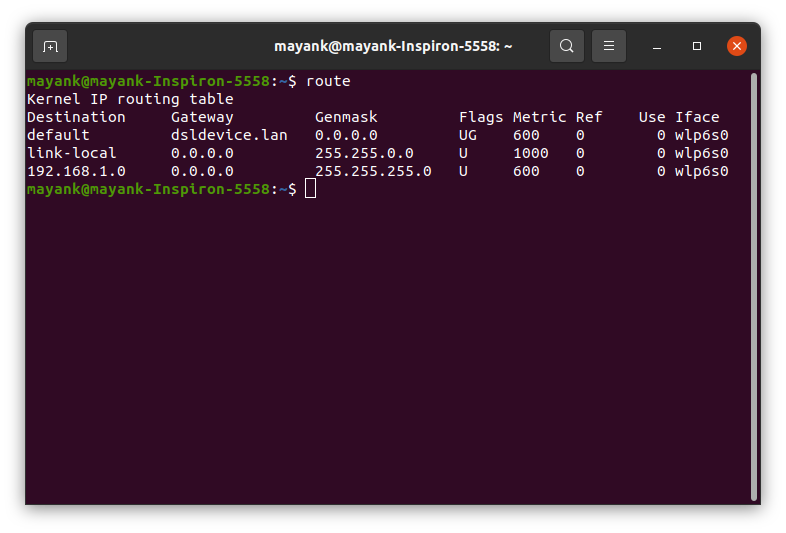 mayank@mayank-Inspiron-5558: ~
mayank@mayank-Inspiron-5558:~$ route
Kernel IP routing table
Destination     Gateway         Genmask         Flags Metric Ref    Use Iface
default         dsldevice.lan   0.0.0.0         UG    600    0        0 wlp6s0
link-local      0.0.0.0         255.255.0.0     U     1000   0        0 wlp6s0
192.168.1.0     0.0.0.0         255.255.255.0   U     600    0        0 wlp6s0
mayank@mayank-Inspiron-5558:~$